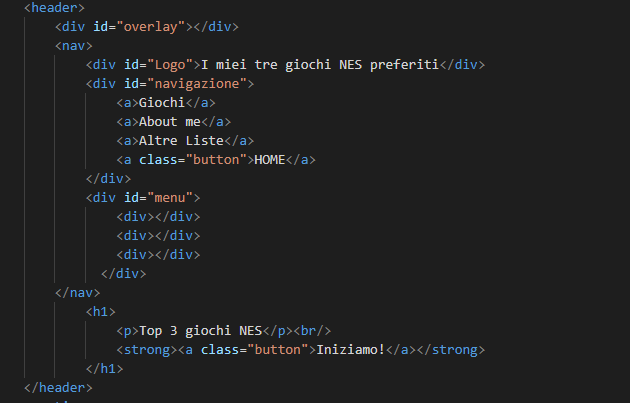 <header>
<div id="overlay"></div>
<nav>
<div id="Logo">I miei tre giochi NES preferiti</div>
<div id="navigazione">
<a>Giochi</a>
<a>About me</a>
<a>Altre Liste</a>
<a class="button">HOME</a>
</div>
<div id="menu">
<div></div>
<div></div>
<div></div>
</div>
</nav>
<h1>
<p>Top 3 giochi NES</p><br/>
<strong><a class="button">Iniziamo!</a></strong>
</h1>
</header>